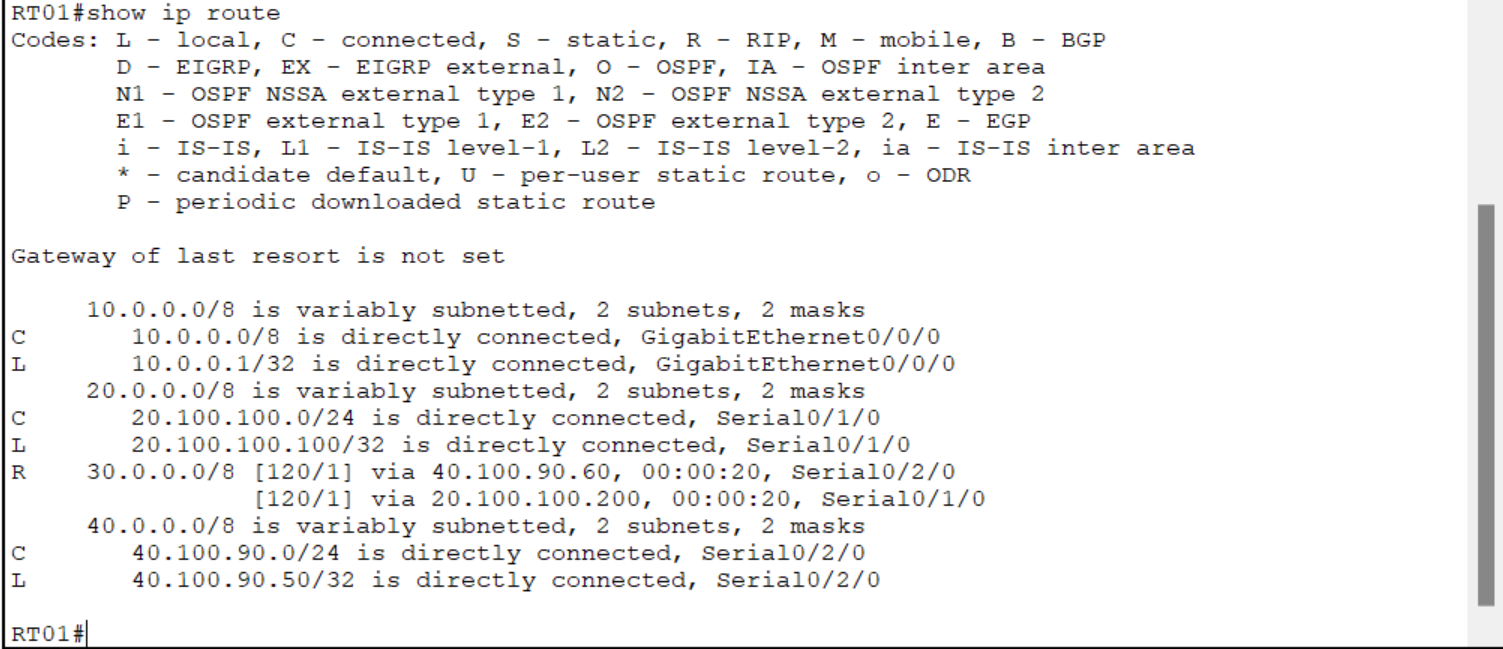 RT01#show ip route
Codes: L - local, C - connected, S - static, R - RIP, M - mobile, B - BGP
       D - EIGRP, EX - EIGRP external, O - OSPF, IA - OSPF inter area
       N1 - OSPF NSSA external type 1, N2 - OSPF NSSA external type 2
       E1 - OSPF external type 1, E2 - OSPF external type 2, E - EGP
       i - IS-IS, L1 - IS-IS level-1, L2 - IS-IS level-2, ia - IS-IS inter area
       * - candidate default, U - per-user static route, o - ODR
       P - periodic downloaded static route

Gateway of last resort is not set

     10.0.0.0/8 is variably subnetted, 2 subnets, 2 masks
C       10.0.0.0/8 is directly connected, GigabitEthernet0/0/0
L       10.0.0.1/32 is directly connected, GigabitEthernet0/0/0
     20.0.0.0/8 is variably subnetted, 2 subnets, 2 masks
C       20.100.100.0/24 is directly connected, Serial0/1/0
L       20.100.100.100/32 is directly connected, Serial0/1/0
R    30.0.0.0/8 [120/1] via 40.100.90.60, 00:00:20, Serial0/2/0
                [120/1] via 20.100.100.200, 00:00:20, Serial0/1/0
     40.0.0.0/8 is variably subnetted, 2 subnets, 2 masks
C       40.100.90.0/24 is directly connected, Serial0/2/0
L       40.100.90.50/32 is directly connected, Serial0/2/0

RT01#